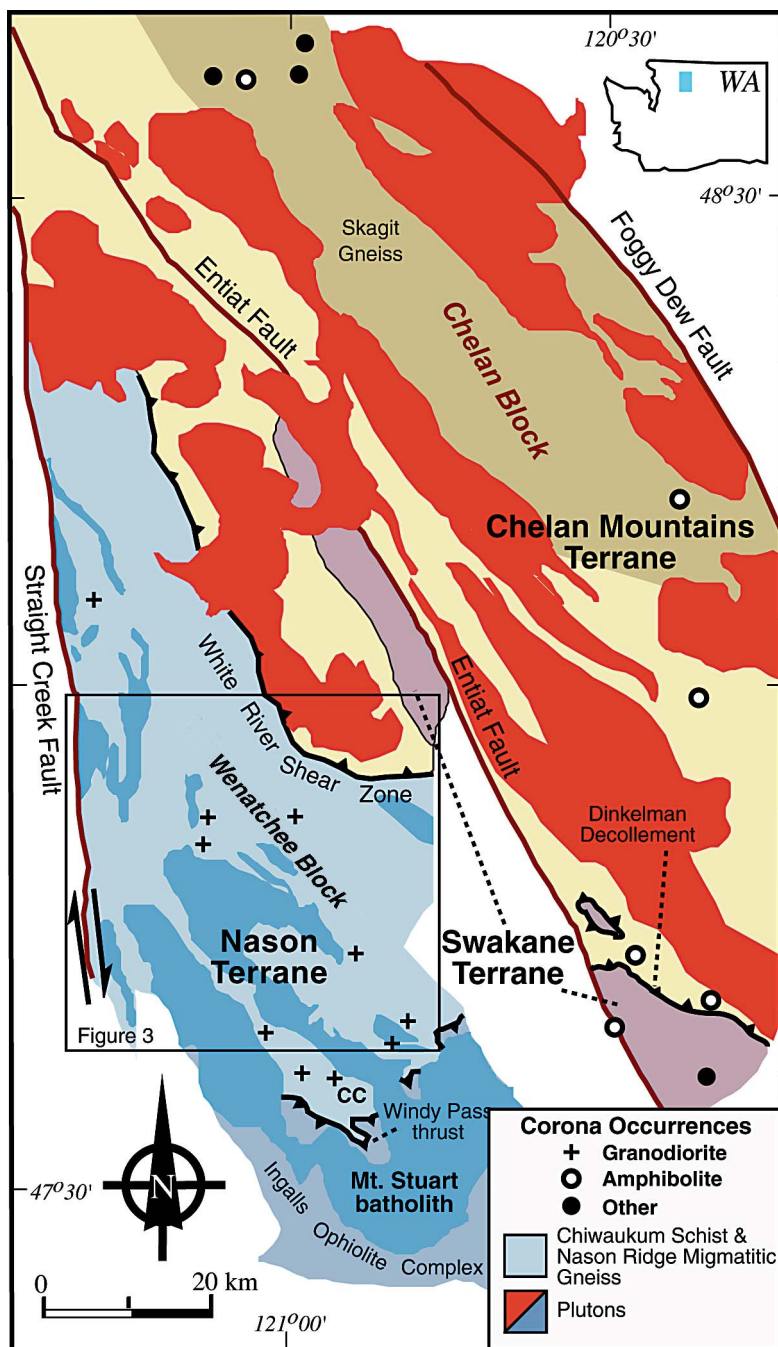 120°30'
WA
48°30'
Skagit
Gneiss
Foggy Dew Fault
Entiat Fault
Chelan Block
Chelan Mountains
Terrane
Straight Creek Fault
White River Shear Zone
Entiat Fault
Wenatchee Block
Dinkelman
Decollement
Nason
Terrane
Swakane
Terrane
Figure 3
CC
Windy Pass
thrust
Mt. Stuart
batholith
Ingalls Ophiolite Complex
47°30'
N
0 20 km
121°00'
Corona Occurrences
+ Granodiorite
Amphibolite
Other
Chiwaukum Schist &
Nason Ridge Migmatitic
Gneiss
Plutons